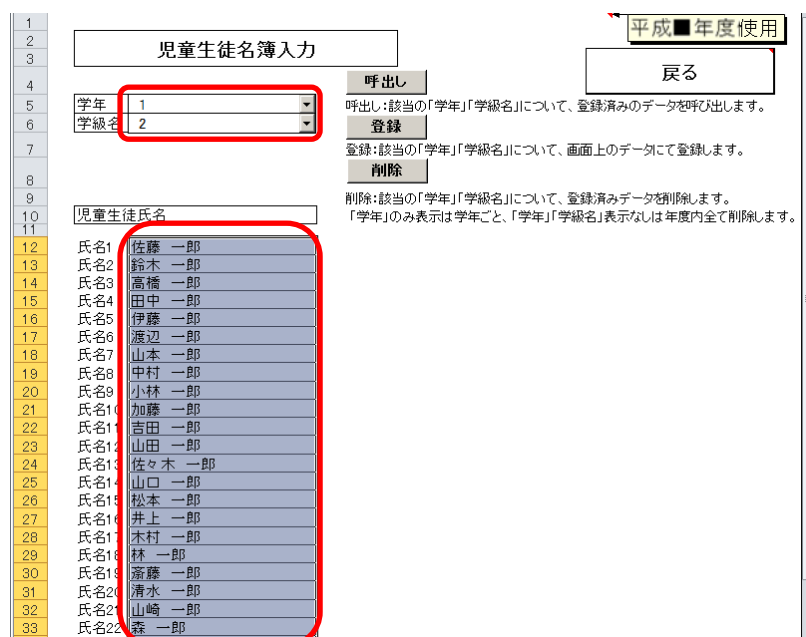 平成■年度使用
児童生徒名簿入力
戻る
呼出し
学年 1
呼出し:該当の「学年」「学級名」について、登録済みのデータを呼び出します。
学級名 2
登録
登録:該当の「学年」「学級名」について、画面上のデータにて登録します。
削除
削除:該当の「学年」「学級名」について、登録済みデータを削除します。
児童生徒氏名
「学年」のみ表示は学年ごと、「学年」「学級名」表示なしは年度内全て削除します。
1
2
3
4
5
6
7
8
9
10
11
12 氏名1 佐藤 一郎
13 氏名2 鈴木 一郎
14 氏名3 高橋 一郎
15 氏名4 田中 一郎
16 氏名5 伊藤 一郎
17 氏名6 渡辺 一郎
18 氏名7 山本 一郎
19 氏名8 中村 一郎
20 氏名9 小林 一郎
21 氏名10 加藤 一郎
22 氏名11 吉田 一郎
23 氏名12 山田 一郎
24 氏名13 佐々木 一郎
25 氏名14 山口 一郎
26 氏名15 松本 一郎
27 氏名16 井上 一郎
28 氏名17 木村 一郎
29 氏名18 林 一郎
30 氏名19 斎藤 一郎
31 氏名20 清水 一郎
32 氏名21 山崎 一郎
33 氏名22 森 一郎